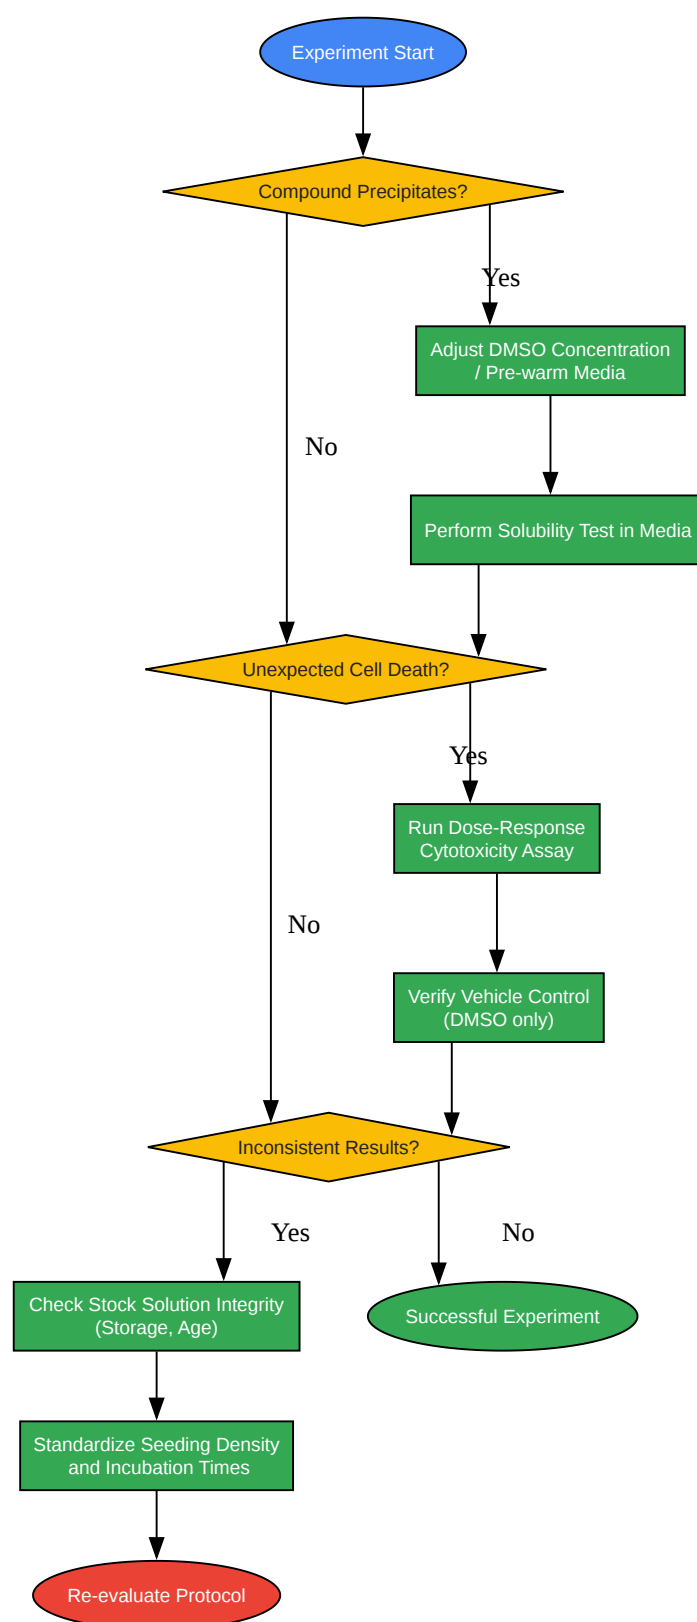 Experiment Start
Compound Precipitates?
Yes
Adjust DMSO Concentration
/ Pre-warm Media
No
Perform Solubility Test in Media
Unexpected Cell Death?
Yes
Run Dose-Response
Cytotoxicity Assay
No
Verify Vehicle Control
(DMSO only)
Inconsistent Results?
Yes
No
Check Stock Solution Integrity
(Storage, Age)
Successful Experiment
Standardize Seeding Density
and Incubation Times
Re-evaluate Protocol